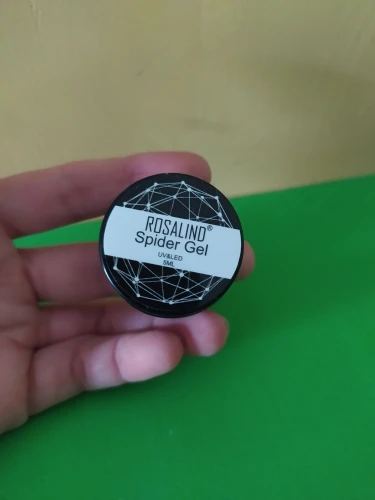 ROSALIND®
Spider Gel
UV&LED
5ML